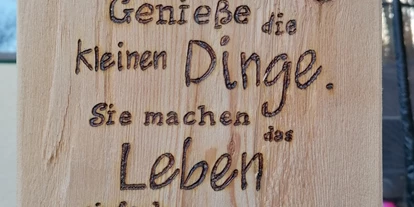 Genieße die
kleinen Dinge.
Sie machen
das
Leben